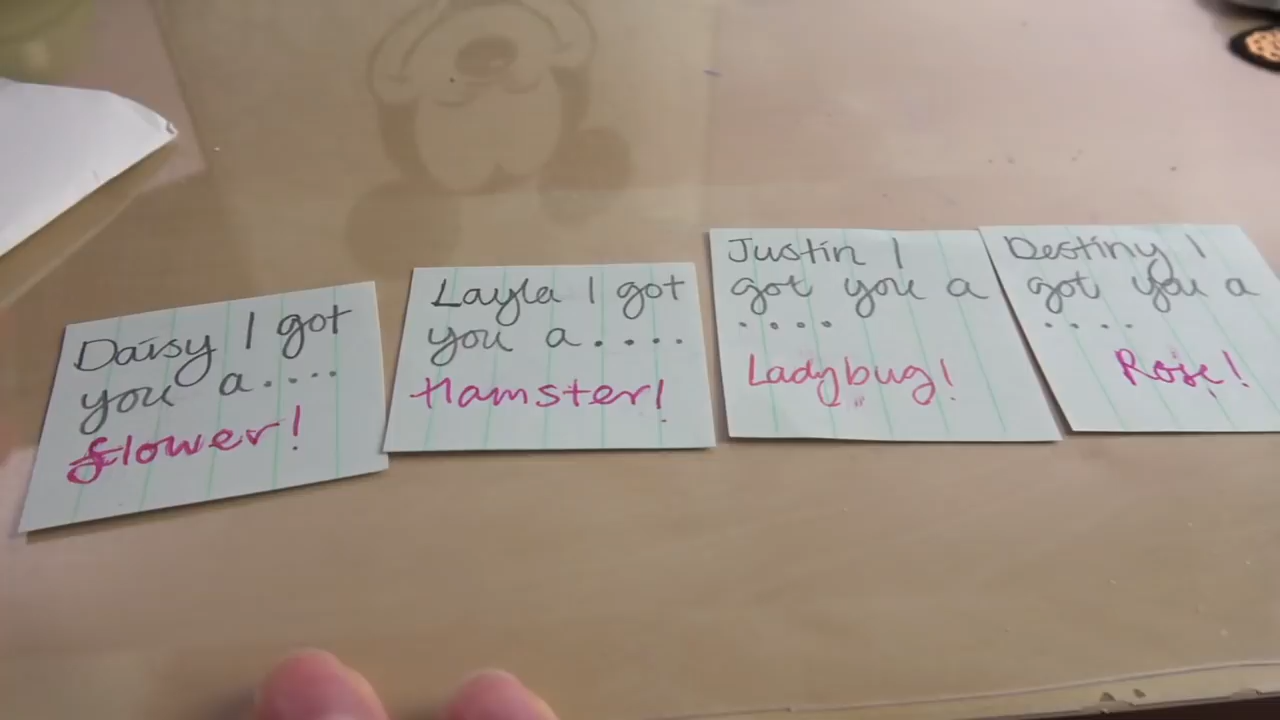 Daisy I got
you a....
flower!
Layla I got
you a....
Hamster!
Justin I
got you a
....
Ladybug!
Destiny I
got you a
....
Rose!